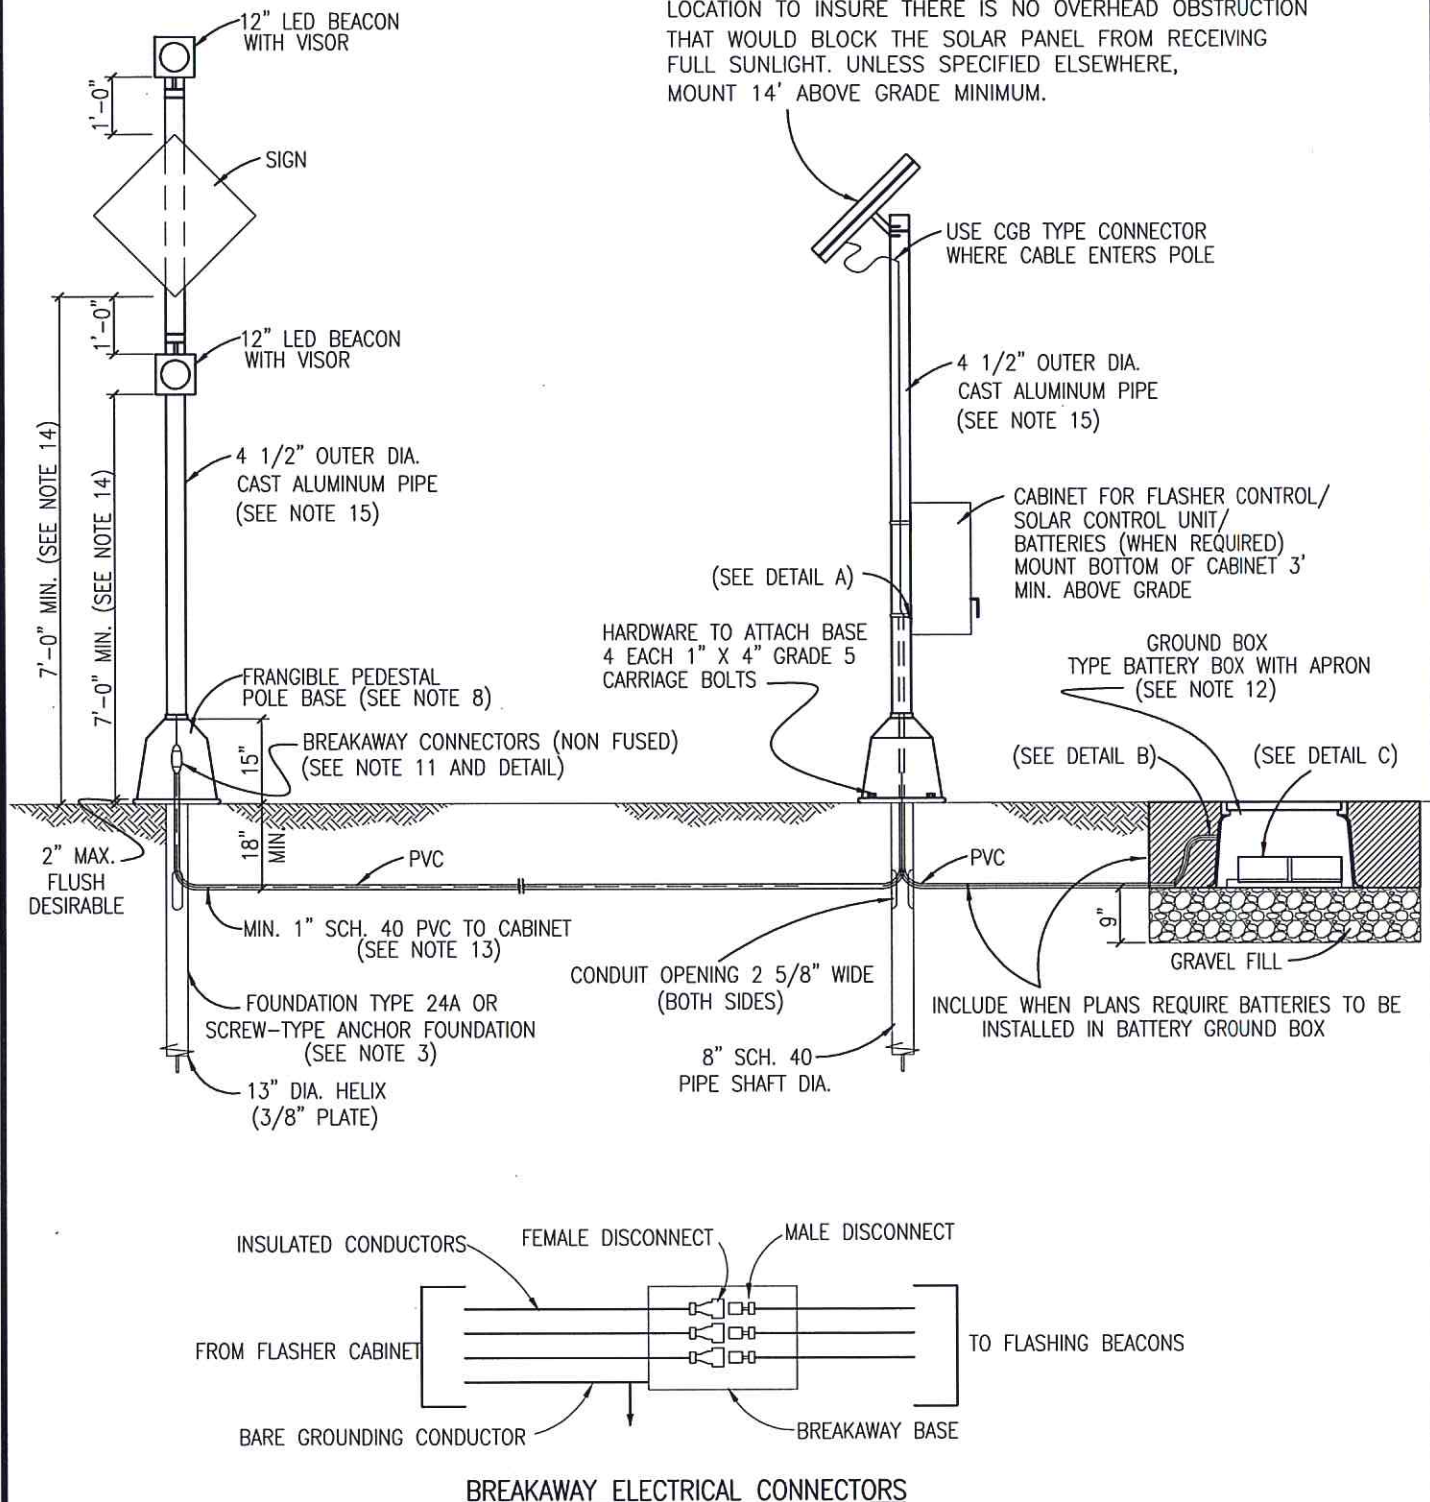 LOCATION TO INSURE THERE IS NO OVERHEAD OBSTRUCTION
THAT WOULD BLOCK THE SOLAR PANEL FROM RECEIVING
FULL SUNLIGHT. UNLESS SPECIFIED ELSEWHERE,
MOUNT 14' ABOVE GRADE MINIMUM.
12" LED BEACON
WITH VISOR
1'-0"
SIGN
USE CGB TYPE CONNECTOR
WHERE CABLE ENTERS POLE
1'-0"
12" LED BEACON
WITH VISOR
4 1/2" OUTER DIA.
CAST ALUMINUM PIPE
(SEE NOTE 15)
7'-0" MIN. (SEE NOTE 14)
7'-0" MIN. (SEE NOTE 14)
4 1/2" OUTER DIA.
CAST ALUMINUM PIPE
(SEE NOTE 15)
CABINET FOR FLASHER CONTROL/
SOLAR CONTROL UNIT/
BATTERIES (WHEN REQUIRED)
MOUNT BOTTOM OF CABINET 3'
MIN. ABOVE GRADE
(SEE DETAIL A)
HARDWARE TO ATTACH BASE
4 EACH 1" X 4" GRADE 5
CARRIAGE BOLTS
GROUND BOX
TYPE BATTERY BOX WITH APRON
(SEE NOTE 12)
FRANGIBLE PEDESTAL
POLE BASE (SEE NOTE 8)
15"
BREAKAWAY CONNECTORS (NON FUSED)
(SEE NOTE 11 AND DETAIL)
(SEE DETAIL B)
(SEE DETAIL C)
18"
MIN.
2" MAX.
FLUSH
DESIRABLE
PVC
PVC
9"
MIN. 1" SCH. 40 PVC TO CABINET
(SEE NOTE 13)
GRAVEL FILL
CONDUIT OPENING 2 5/8" WIDE
(BOTH SIDES)
INCLUDE WHEN PLANS REQUIRE BATTERIES TO BE
INSTALLED IN BATTERY GROUND BOX
FOUNDATION TYPE 24A OR
SCREW-TYPE ANCHOR FOUNDATION
(SEE NOTE 3)
8" SCH. 40
PIPE SHAFT DIA.
13" DIA. HELIX
(3/8" PLATE)
INSULATED CONDUCTORS
FEMALE DISCONNECT
MALE DISCONNECT
FROM FLASHER CABINET
TO FLASHING BEACONS
BARE GROUNDING CONDUCTOR
BREAKAWAY BASE
BREAKAWAY ELECTRICAL CONNECTORS